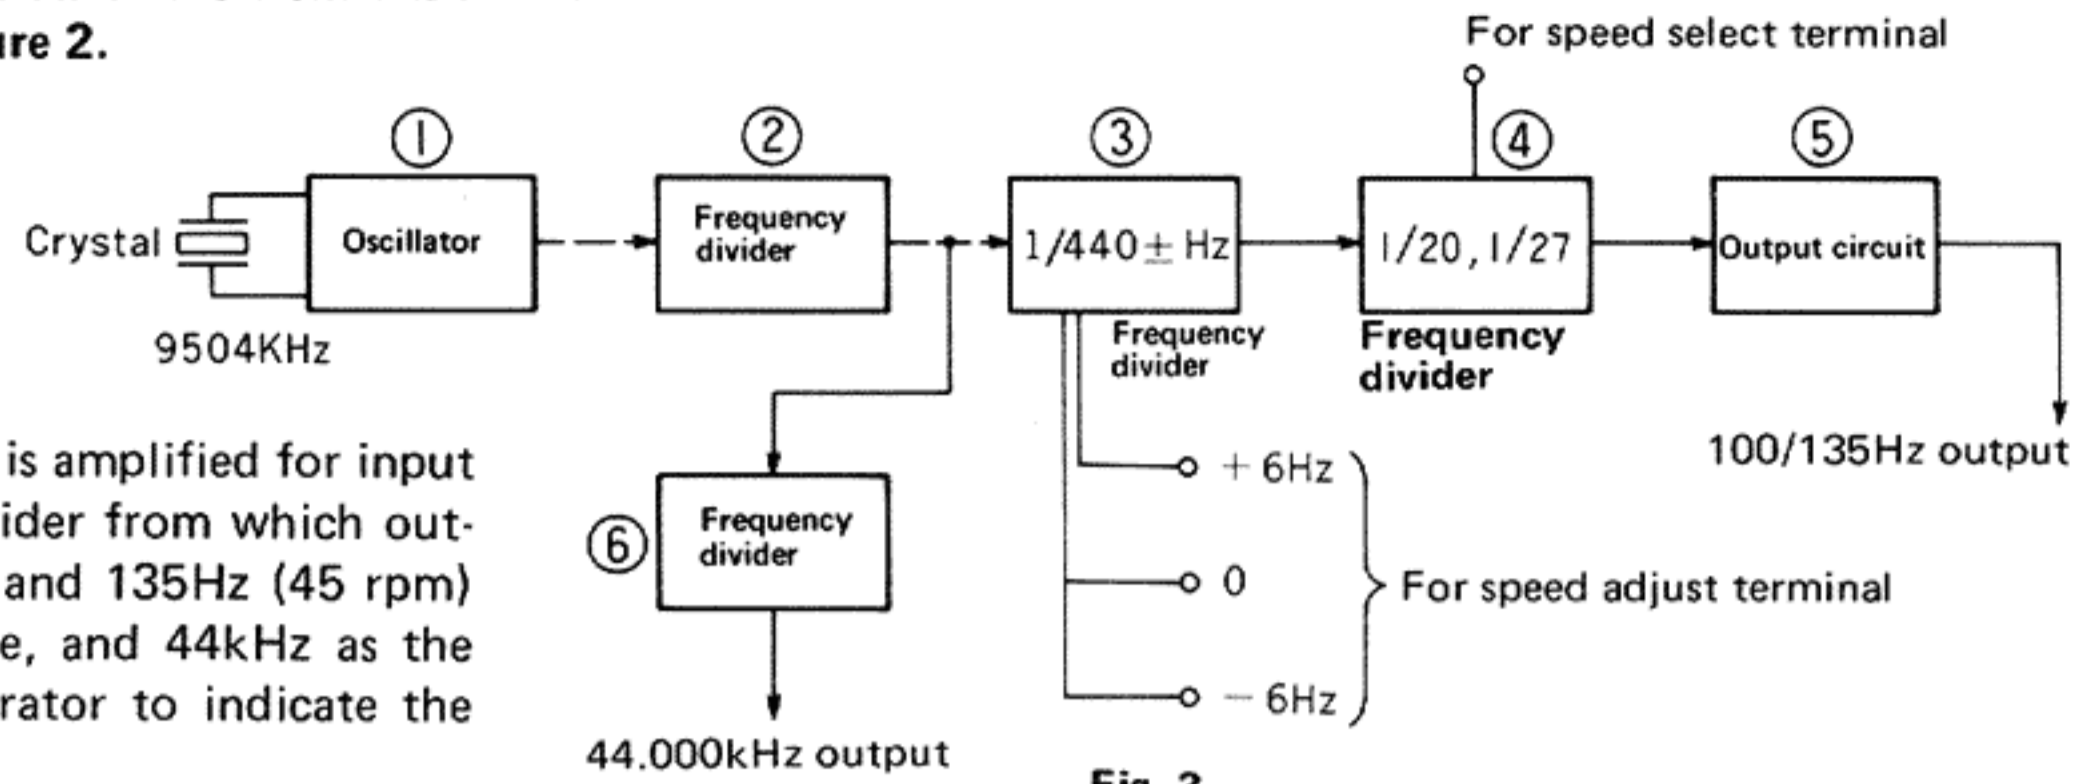 ure 2.
For speed select terminal
①
②
③
④
⑤
Crystal
Oscillator
Frequency
divider
1/440± Hz
1/20, 1/27
Output circuit
9504KHz
Frequency
divider
Frequency
divider
100/135Hz output
is amplified for input
ider from which out-
and 135Hz (45 rpm)
e, and 44kHz as the
rator to indicate the
⑥
Frequency
divider
+ 6Hz
0
− 6Hz
For speed adjust terminal
44.000kHz output